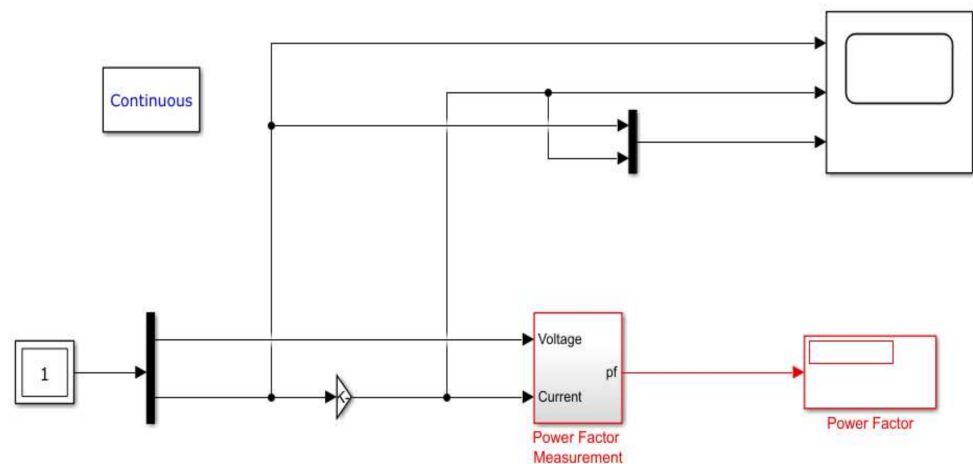 Continuous
1
Voltage
pf
Current
Power Factor
Measurement
Power Factor